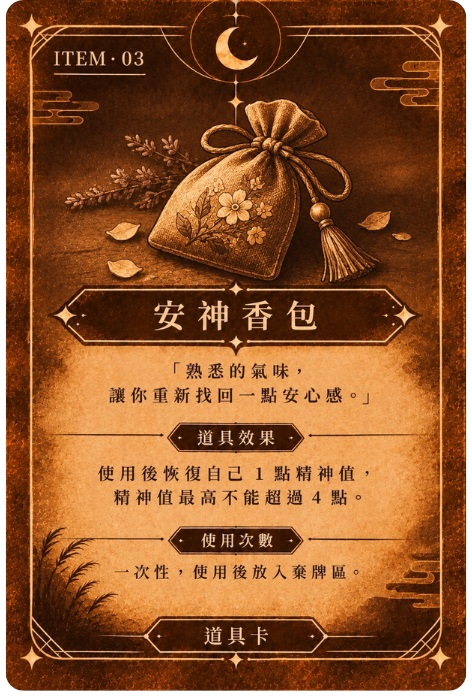 ITEM·03
安神香包
「熟悉的氣味，
讓你重新找回一點安心感。」
道具效果
使用後恢復自己 1 點精神值，
精神值最高不能超過 4 點。
使用次數
一次性，使用後放入棄牌區。
道具卡